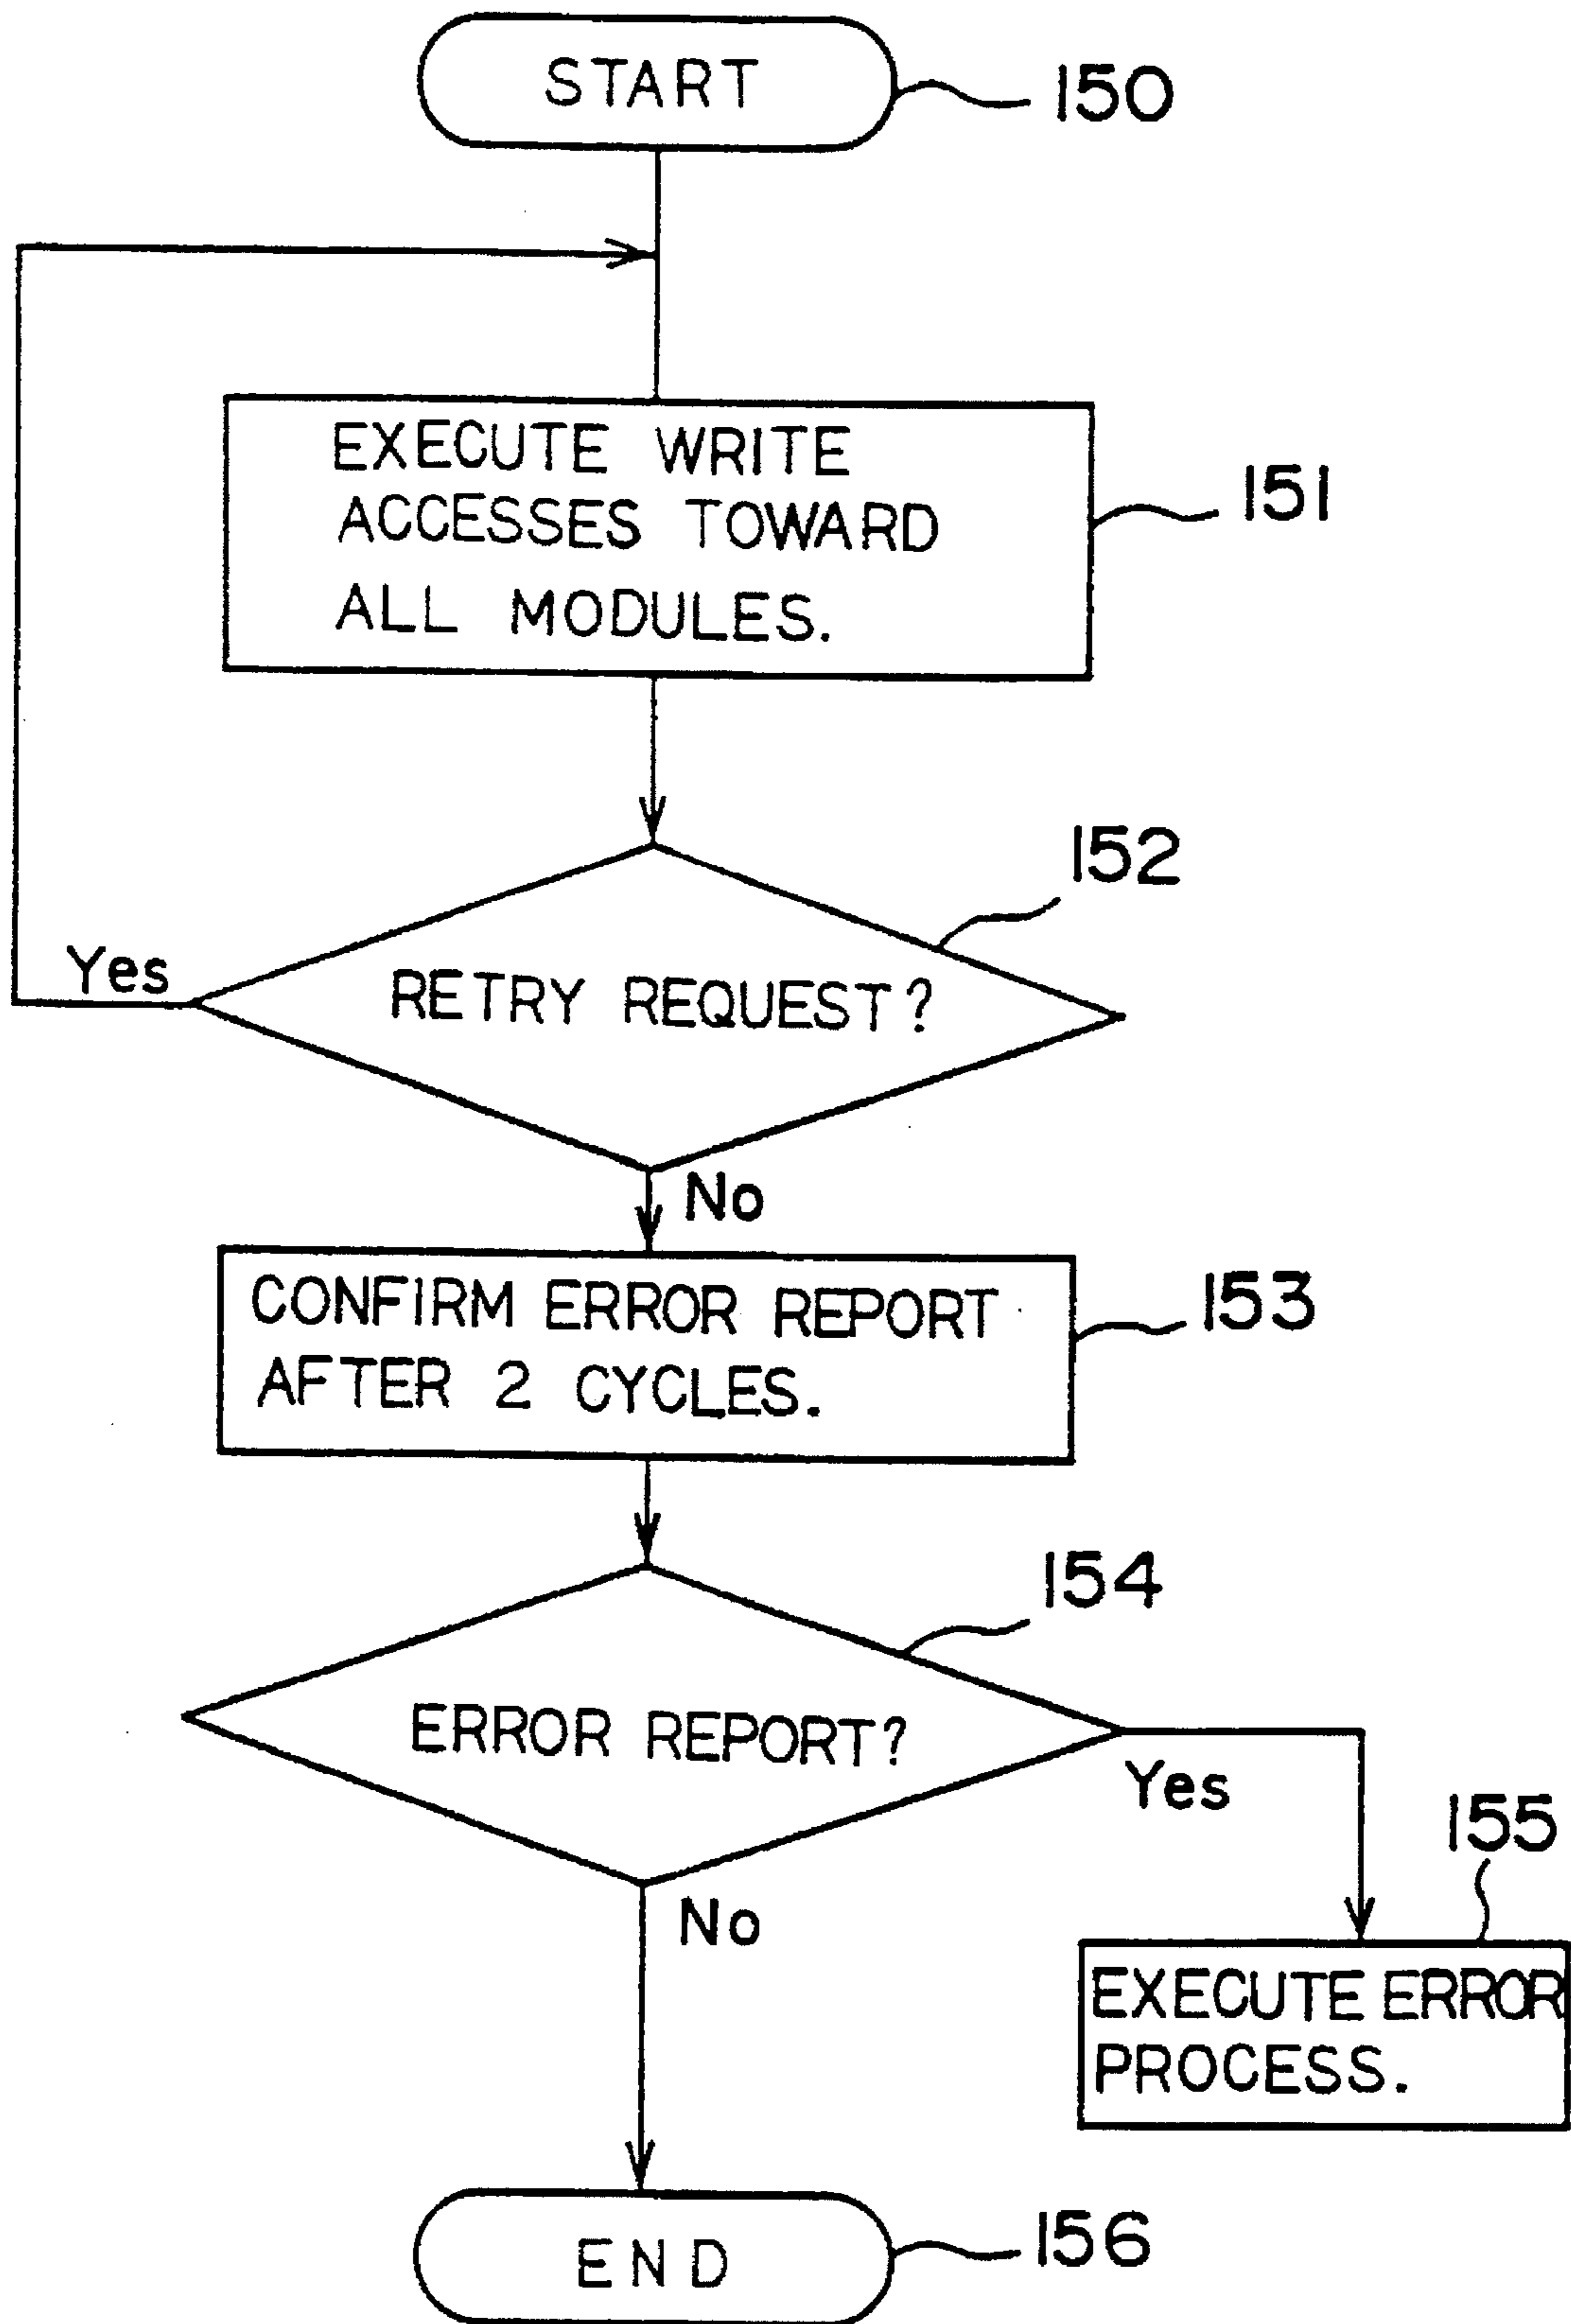 START
150
EXECUTE WRITE
ACCESSES TOWARD
ALL MODULES.
151
152
Yes
RETRY REQUEST?
No
CONFIRM ERROR REPORT
AFTER 2 CYCLES.
153
154
ERROR REPORT?
Yes
155
No
EXECUTE ERROR
PROCESS.
END
156